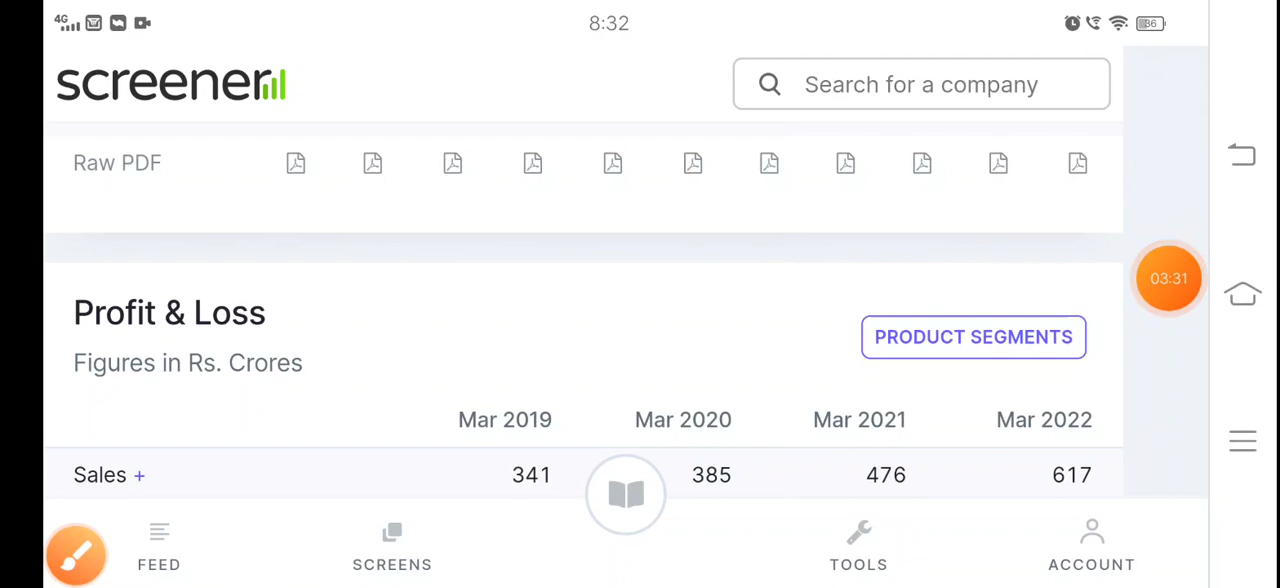 4G 8:32 86
screener
Search for a company
Raw PDF
03:31
Profit & Loss
PRODUCT SEGMENTS
Figures in Rs. Crores
Mar 2019 Mar 2020 Mar 2021 Mar 2022
Sales + 341 385 476 617
FEED SCREENS TOOLS ACCOUNT